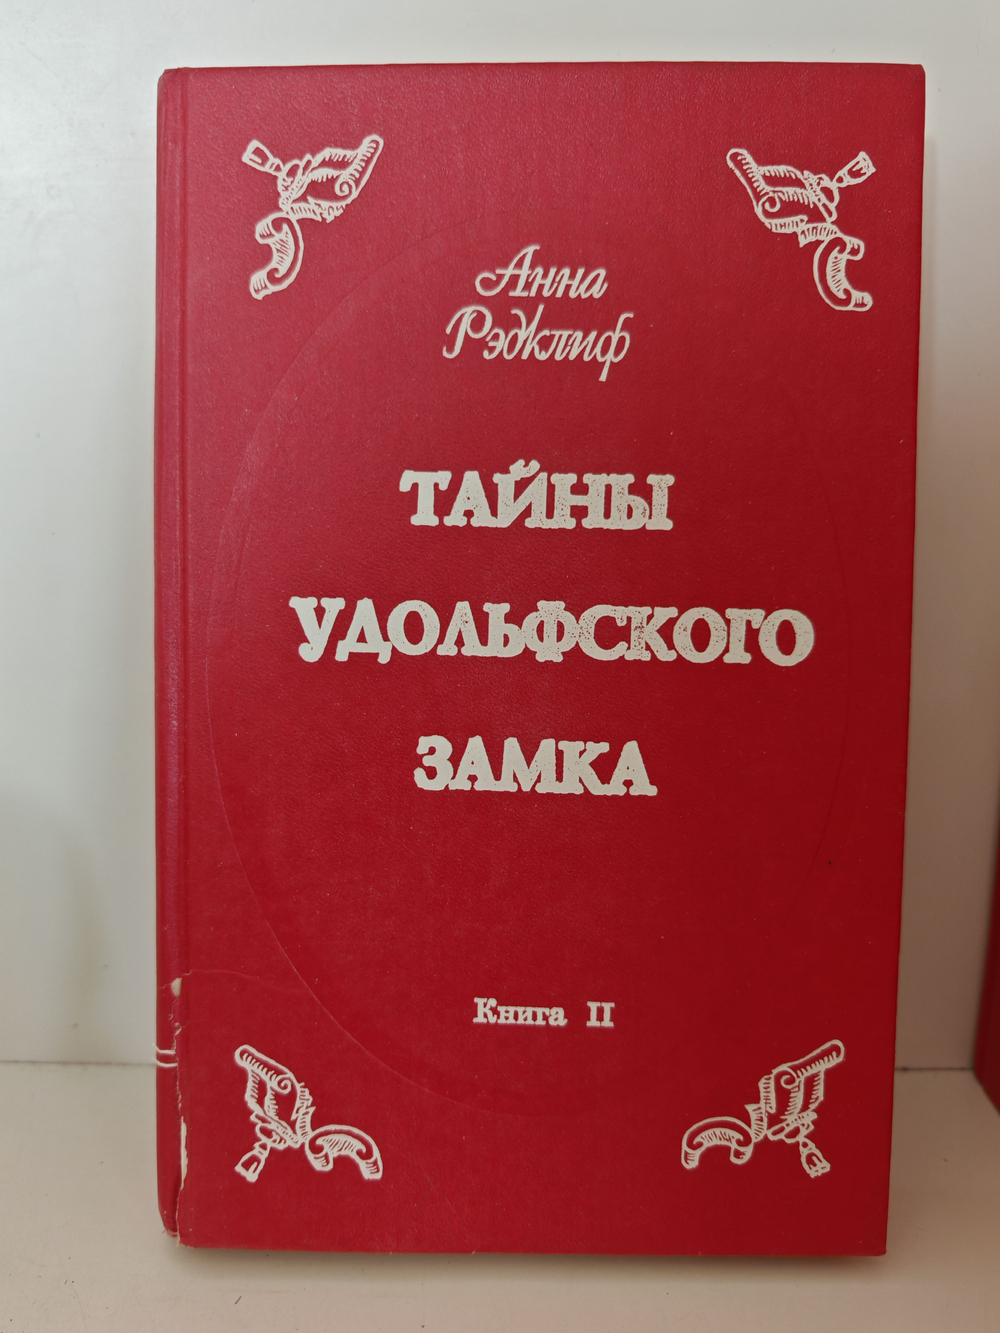 Анна
Рэдклиф
ТАЙНЫ
УДОЛЬФСКОГО
ЗАМКА
Книга II